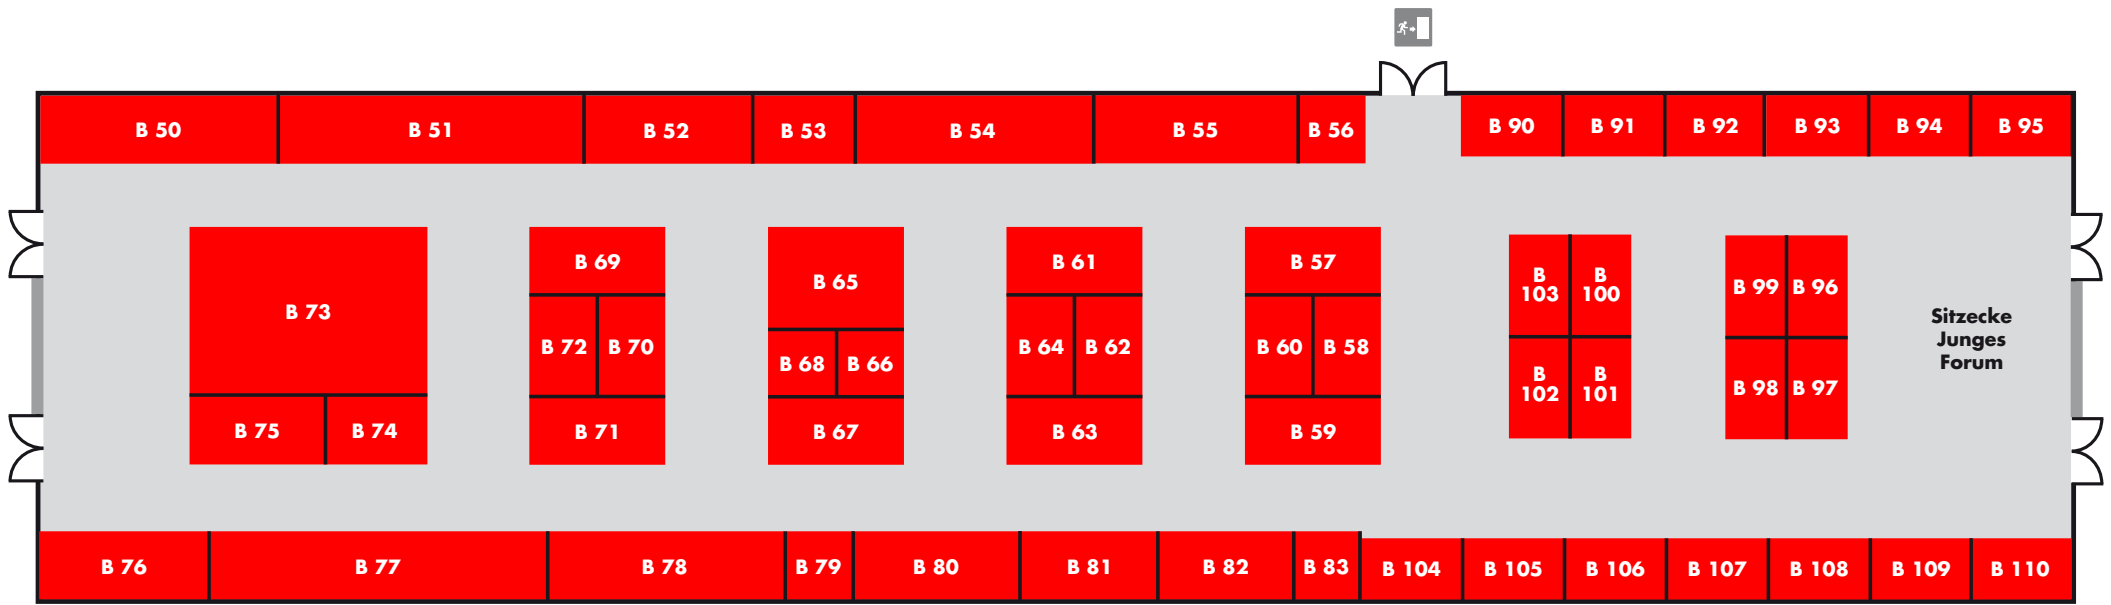 B 50
B 51
B 52
B 53
B 54
B 55
B 56
B 90
B 91
B 92
B 93
B 94
B 95
B 73
B 75
B 74
B 69
B 72
B 70
B 71
B 65
B 68
B 66
B 67
B 61
B 64
B 62
B 63
B 57
B 60
B 58
B 59
B
103
B
100
B
102
B
101
B 99
B 96
B 98
B 97
Sitzecke
Junges
Forum
B 76
B 77
B 78
B 79
B 80
B 81
B 82
B 83
B 104
B 105
B 106
B 107
B 108
B 109
B 110